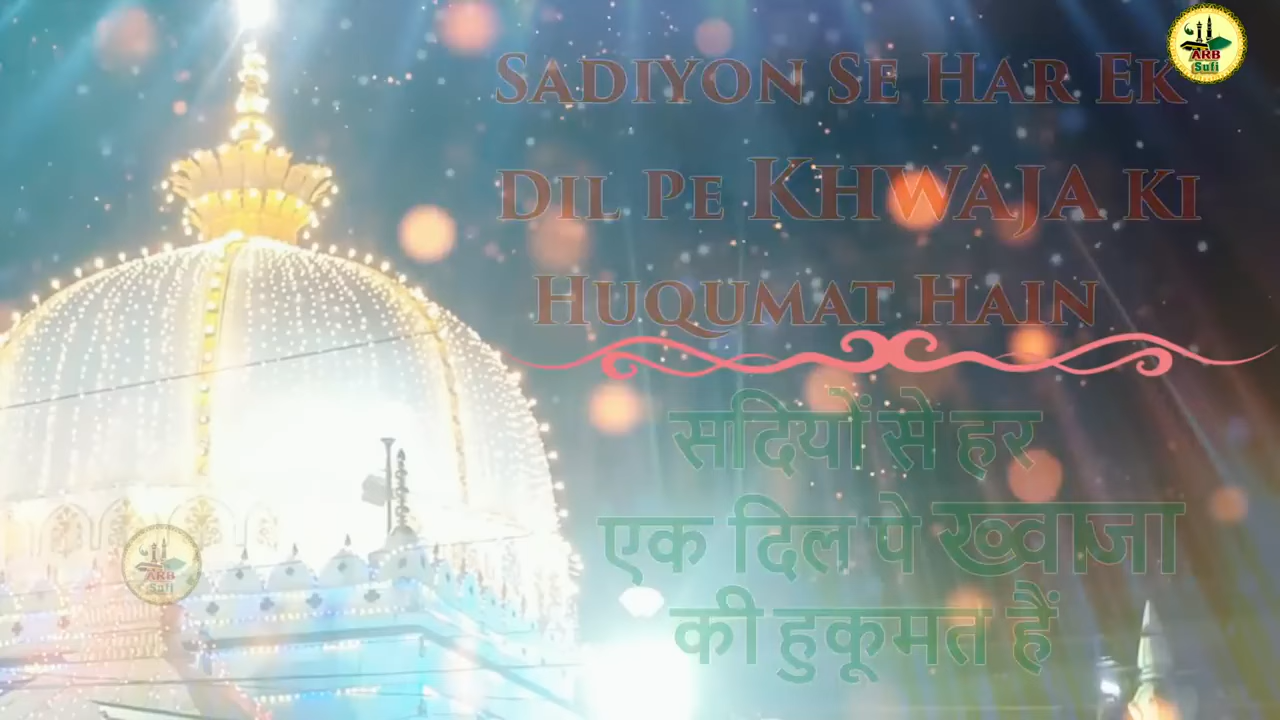 SADIYON SE HAR EK
DIL PE KHWAJA KI
HUQUMAT HAIN
सदियों से हर
एक दिल पे ख्वाजा
की हुकूमत हैं
ARB
Sufi
ARB
Sufi